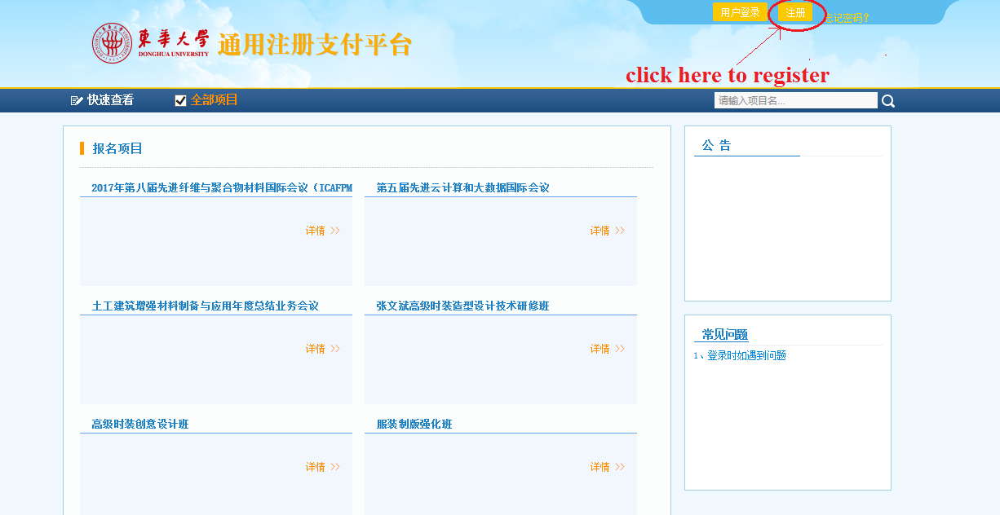 用户登录 注册 忘记密码？
東華大學 通用注册支付平台
DONGHUA UNIVERSITY
click here to register
快速查看 全部项目 请输入项目名...
报名项目
2017年第八届先进纤维与聚合物材料国际会议（ICAFPM
第五届先进云计算和大数据国际会议
详情 >>
详情 >>
土工建筑增强材料制备与应用年度总结业务会议
张文斌高级时装造型设计技术研修班
详情 >>
详情 >>
高级时装创意设计班
服装制版强化班
详情 >>
详情 >>
公 告
常见问题
1、登录时如遇到问题